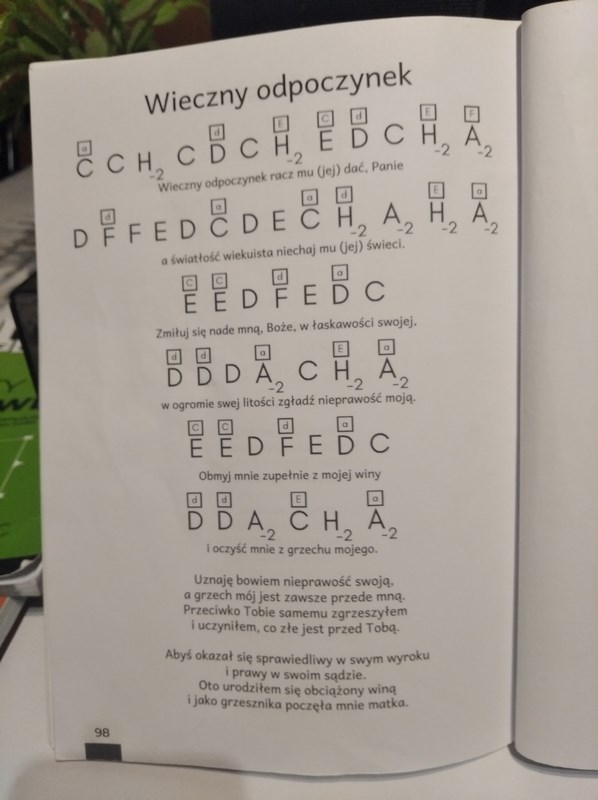 Wieczny odpoczynek
a d E C d E F
C C H-2 C D C H-2 E D C H-2 A-2
Wieczny odpoczynek racz mu (jej) dać, Panie
d a a d E a
D F F E D C D E C H-2 A-2 A-2 H-2 A-2
a światłość wiekuista niechaj mu (jej) świeci.
C C d a
E E D F E D C
Zmiłuj się nade mną, Boże, w łaskawości swojej,
d d a E a
D D D A-2 C H-2 A-2
w ogromie swej litości zgładź nieprawość moją.
C C d a
E E D F E D C
Obmyj mnie zupełnie z mojej winy
d d E a
D D A-2 C H-2 A-2
i oczyść mnie z grzechu mojego.
Uznaję bowiem nieprawość swoją,
a grzech mój jest zawsze przede mną.
Przeciwko Tobie samemu zgrzeszyłem
i uczyniłem, co złe jest przed Tobą.
Abyś okazał się sprawiedliwy w swym wyroku
i prawy w swoim sądzie.
Oto urodziłem się obciążony winą
i jako grzesznika poczęła mnie matka.
98